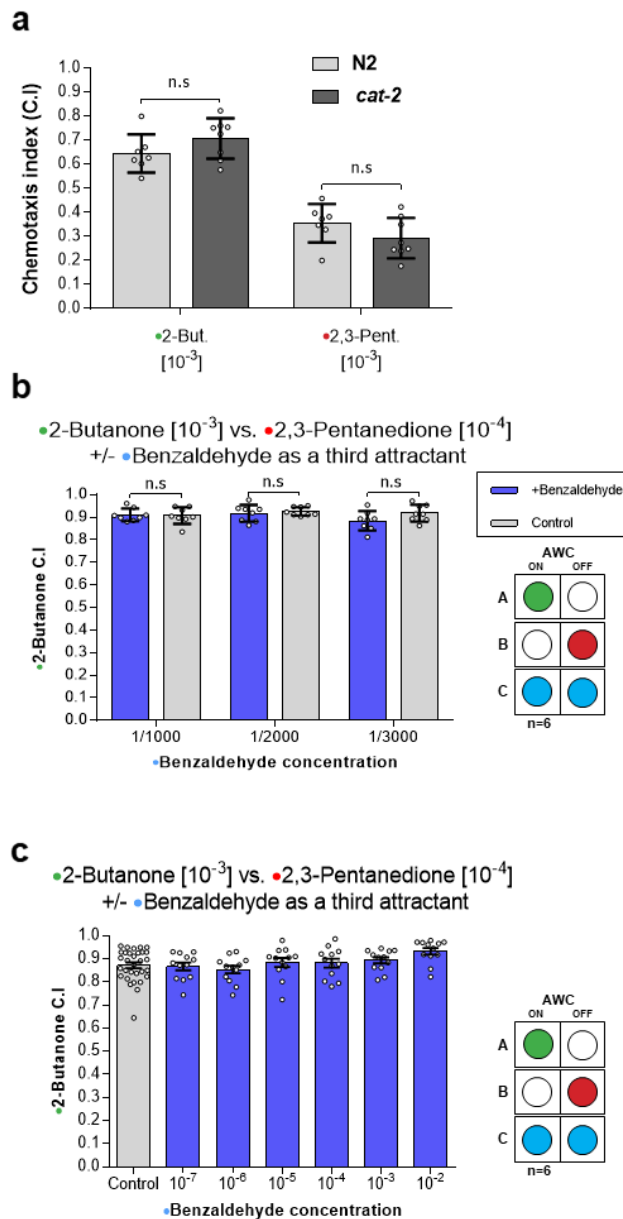 a
N2
cat-2
n.s
n.s
Chemotaxis index (C.I)
1.0
0.9
0.8
0.7
0.6
0.5
0.4
0.3
0.2
0.1
0.0
•2-But.
[10⁻³]
•2,3-Pent.
[10⁻³]
b
•2-Butanone [10⁻³] vs. •2,3-Pentanedione [10⁻⁴]
+/- •Benzaldehyde as a third attractant
n.s
n.s
n.s
•2-Butanone C.I
1.0
0.9
0.8
0.7
0.6
0.5
0.4
0.3
0.2
0.1
0.0
1/1000
1/2000
1/3000
•Benzaldehyde concentration
+Benzaldehyde
Control
AWC
ON OFF
A
B
C
n=6
c
•2-Butanone [10⁻³] vs. •2,3-Pentanedione [10⁻⁴]
+/- •Benzaldehyde as a third attractant
•2-Butanone C.I
1.0
0.9
0.8
0.7
0.6
0.5
0.4
0.3
0.2
0.1
0.0
Control 10⁻⁷ 10⁻⁶ 10⁻⁵ 10⁻⁴ 10⁻³ 10⁻²
•Benzaldehyde concentration
AWC
ON OFF
A
B
C
n=6